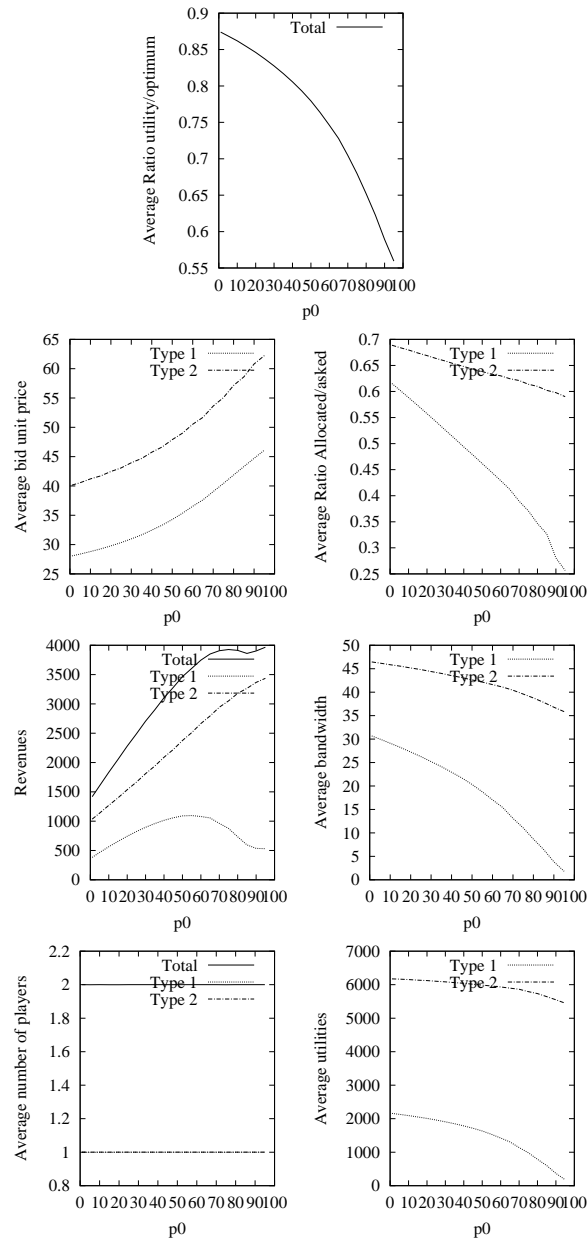 Average Ratio utility/optimum
0.9
0.85
0.8
0.75
0.7
0.65
0.6
0.55
Total
0 10 20 30 40 50 60 70 80 90 100
p0
Average bid unit price
65
60
55
50
45
40
35
30
25
Type 1
Type 2
0 10 20 30 40 50 60 70 80 90 100
p0
Average Ratio Allocated/asked
0.7
0.65
0.6
0.55
0.5
0.45
0.4
0.35
0.3
0.25
Type 1
Type 2
0 10 20 30 40 50 60 70 80 90 100
p0
Revenues
4000
3500
3000
2500
2000
1500
1000
500
0
Total
Type 1
Type 2
0 10 20 30 40 50 60 70 80 90 100
p0
Average bandwidth
50
45
40
35
30
25
20
15
10
5
0
Type 1
Type 2
0 10 20 30 40 50 60 70 80 90 100
p0
Average number of players
2.2
2
1.8
1.6
1.4
1.2
1
0.8
Total
Type 1
Type 2
0 10 20 30 40 50 60 70 80 90 100
p0
Average utilities
7000
6000
5000
4000
3000
2000
1000
0
Type 1
Type 2
0 10 20 30 40 50 60 70 80 90 100
p0